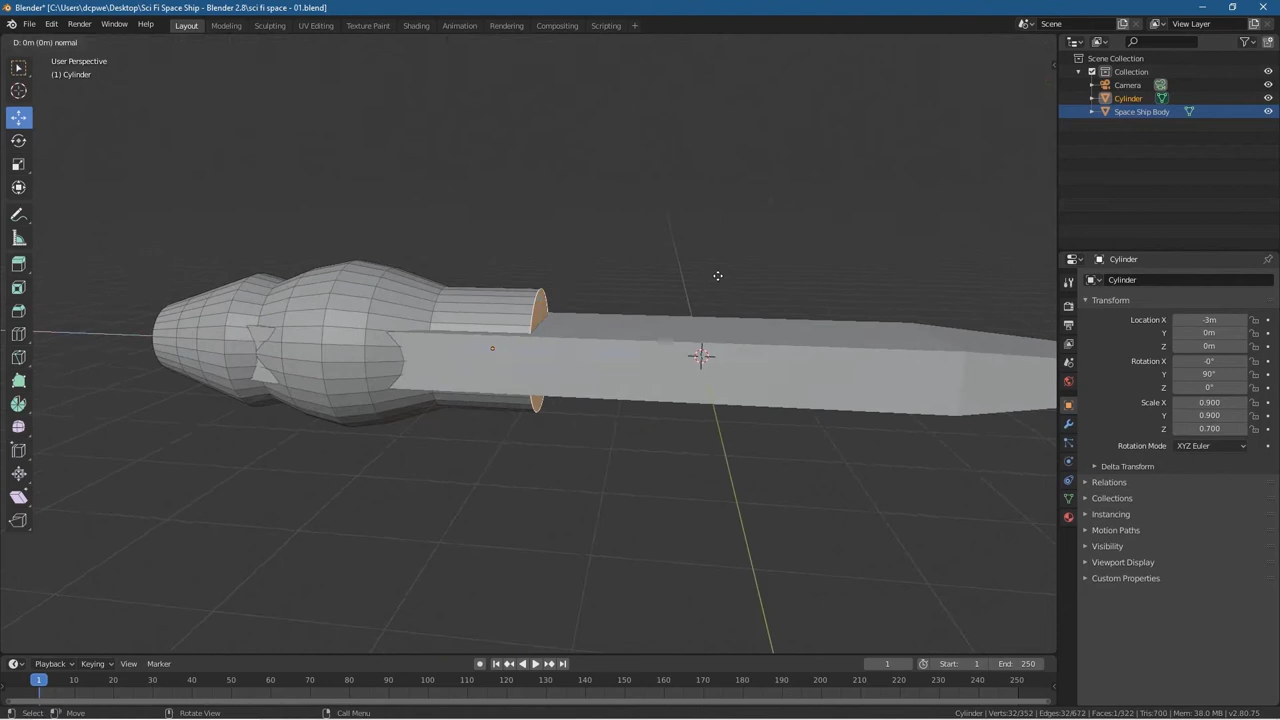 Blender* [C:\Users\dcpwe\Desktop\Sci Fi Space Ship - Blender 2.8\sci fi space - 01.blend]
File Edit Render Window Help Layout Modeling Sculpting UV Editing Texture Paint Shading Animation Rendering Compositing Scripting + Scene View Layer
D: 0m (0m) normal
User Perspective
(1) Cylinder
Scene Collection
Collection
Camera
Cylinder
Space Ship Body
Cylinder
Cylinder
Transform
Location X -3m
Y 0m
Z 0m
Rotation X -0°
Y 90°
Z 0°
Scale X 0.900
Y 0.900
Z 0.700
Rotation Mode XYZ Euler
Delta Transform
Relations
Collections
Instancing
Motion Paths
Visibility
Viewport Display
Custom Properties
Playback Keying View Marker 1 Start: 1 End: 250
1 10 20 30 40 50 60 70 80 90 100 110 120 130 140 150 160 170 180 190 200 210 220 230 240 250
Select Move Rotate View Call Menu Cylinder | Verts:32/352 | Edges:32/672 | Faces:1/322 | Tris:700 | Mem: 38.0 MB | v2.80.75